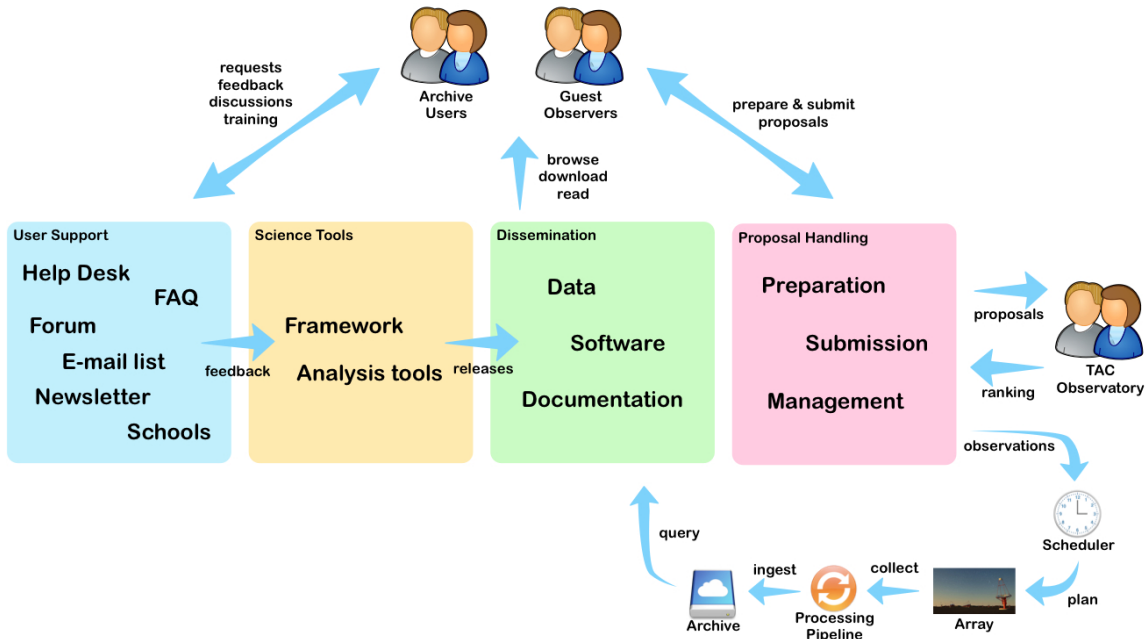 requests
feedback
discussions
training
Archive
Users
Guest
Observers
prepare & submit
proposals
browse
download
read
User Support
Help Desk
FAQ
Forum
E-mail list
Newsletter
Schools
feedback
Science Tools
Framework
Analysis tools
releases
Dissemination
Data
Software
Documentation
Proposal Handling
Preparation
Submission
Management
proposals
ranking
TAC
Observatory
observations
Scheduler
plan
Array
collect
Processing
Pipeline
ingest
Archive
query